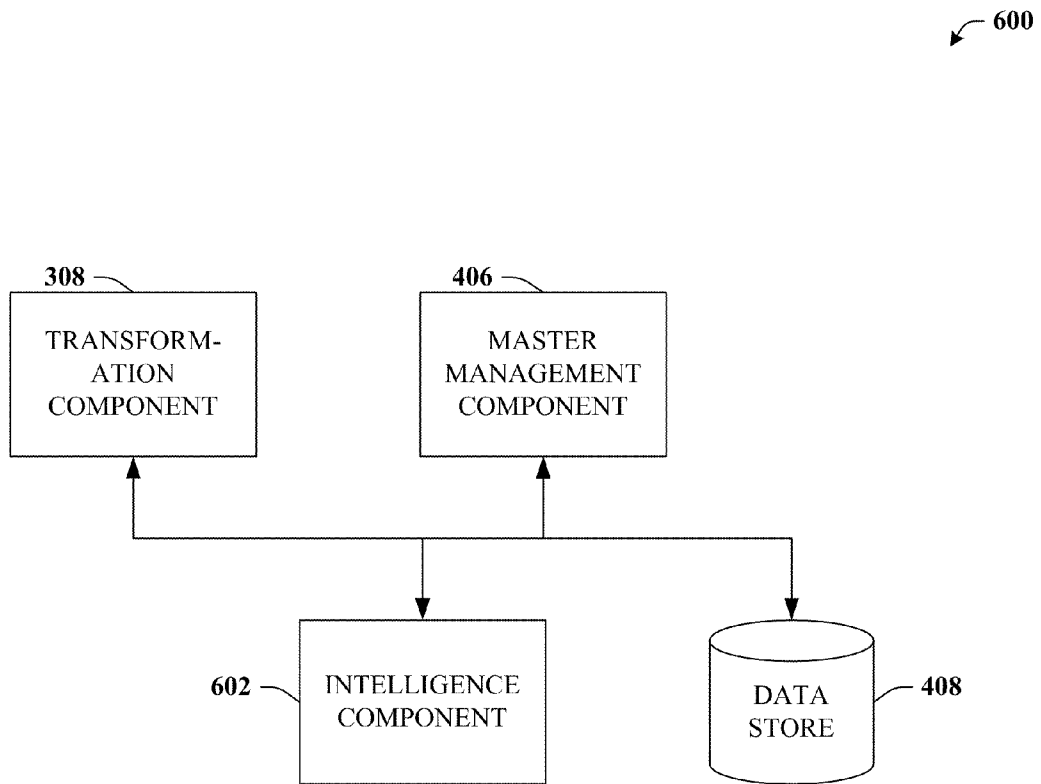 600
308
TRANSFORM-
ATION
COMPONENT
406
MASTER
MANAGEMENT
COMPONENT
602
INTELLIGENCE
COMPONENT
DATA
STORE
408